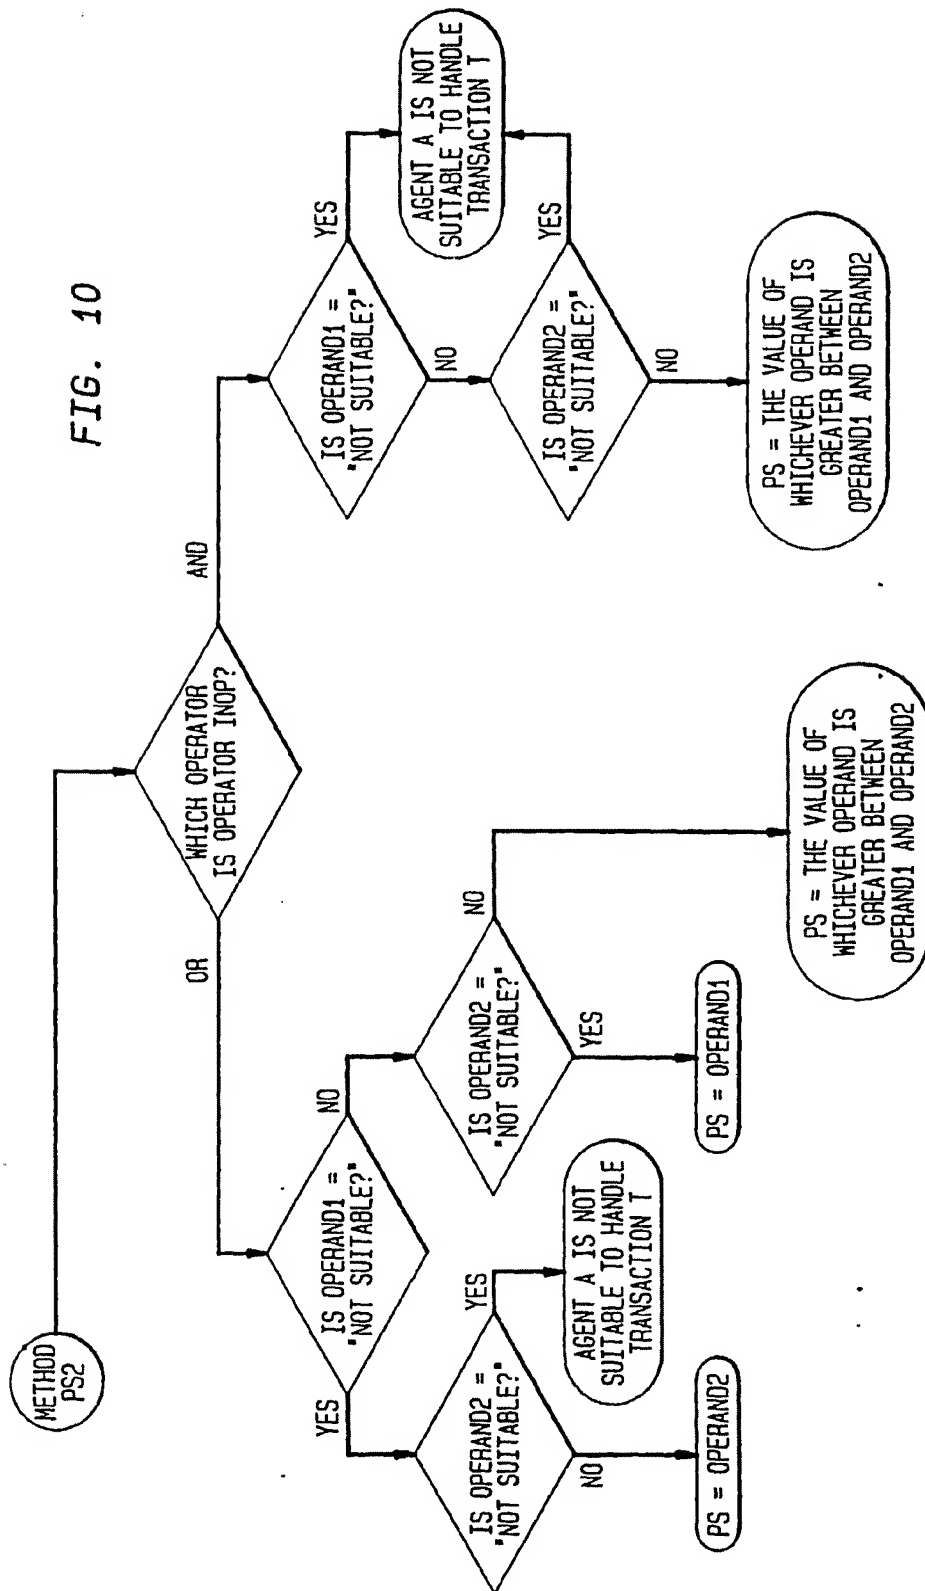 FIG. 10
METHOD
PS2
WHICH OPERATOR
IS OPERATOR INOP?
OR
AND
IS OPERAND1 =
"NOT SUITABLE?"
YES
NO
IS OPERAND2 =
"NOT SUITABLE?"
YES
NO
AGENT A IS NOT
SUITABLE TO HANDLE
TRANSACTION T
PS = OPERAND2
IS OPERAND2 =
"NOT SUITABLE?"
NO
YES
PS = OPERAND1
PS = THE VALUE OF
WHICHEVER OPERAND IS
GREATER BETWEEN
OPERAND1 AND OPERAND2
IS OPERAND1 =
"NOT SUITABLE?"
YES
NO
AGENT A IS NOT
SUITABLE TO HANDLE
TRANSACTION T
IS OPERAND2 =
"NOT SUITABLE?"
YES
NO
PS = THE VALUE OF
WHICHEVER OPERAND IS
GREATER BETWEEN
OPERAND1 AND OPERAND2